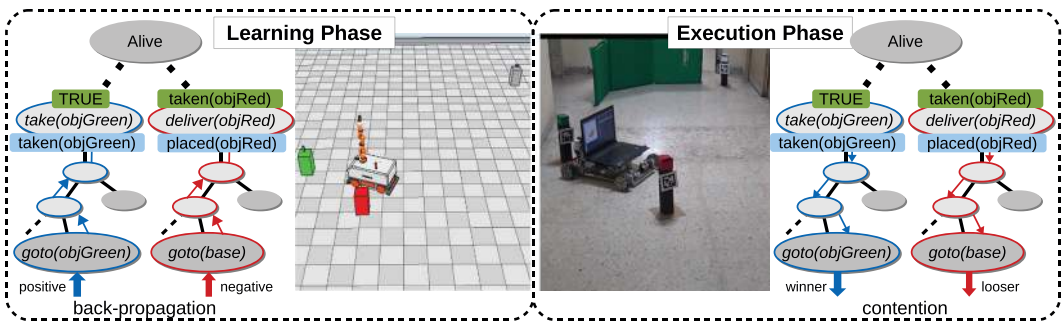 Learning Phase
Alive
TRUE
taken(objRed)
take(objGreen)
deliver(objRed)
taken(objGreen)
placed(objRed)
goto(objGreen)
goto(base)
positive
negative
back-propagation
Execution Phase
Alive
TRUE
taken(objRed)
take(objGreen)
deliver(objRed)
taken(objGreen)
placed(objRed)
goto(objGreen)
goto(base)
winner
looser
contention